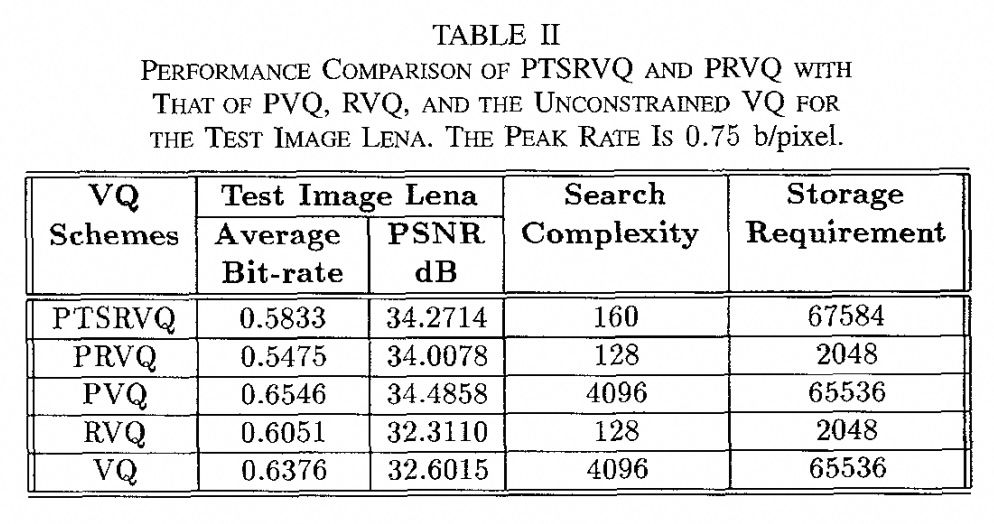 TABLE II
PERFORMANCE COMPARISON OF PTSRVQ AND PRVQ WITH
THAT OF PVQ, RVQ, AND THE UNCONSTRAINED VQ FOR
THE TEST IMAGE LENA. THE PEAK RATE IS 0.75 b/pixel.
VQ Test Image Lena Search Storage
Schemes Average PSNR Complexity Requirement
Bit-rate dB
PTSRVQ 0.5833 34.2714 160 67584
PRVQ 0.5475 34.0078 128 2048
PVQ 0.6546 34.4858 4096 65536
RVQ 0.6051 32.3110 128 2048
VQ 0.6376 32.6015 4096 65536